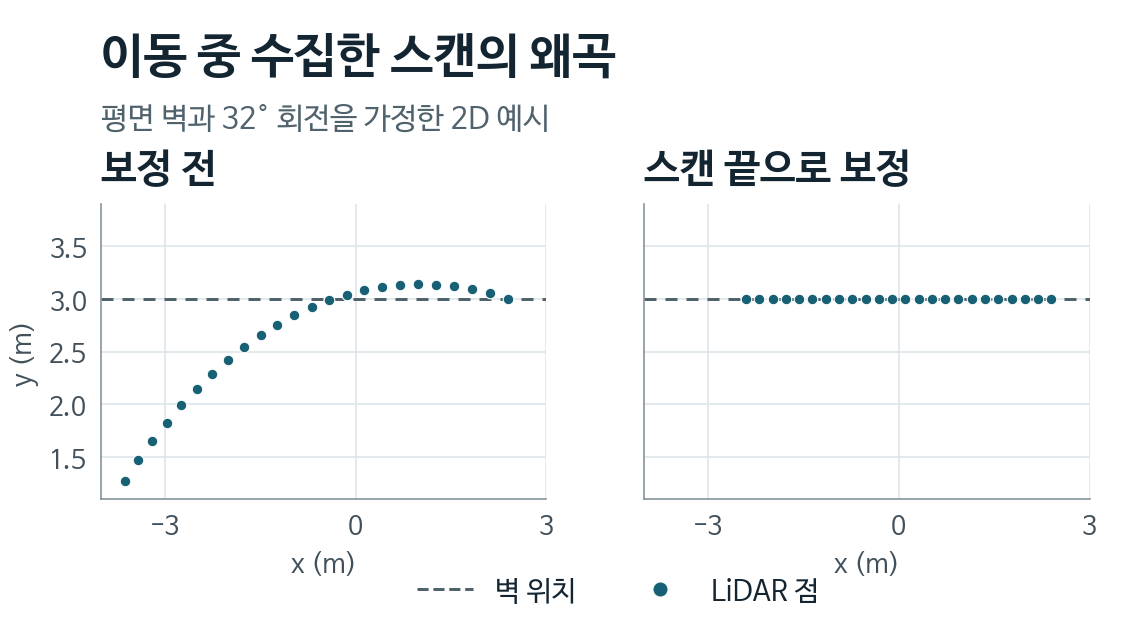 이동 중 수집한 스캔의 왜곡
평면 벽과 32° 회전을 가정한 2D 예시
보정 전
스캔 끝으로 보정
3.5
3.0
2.5
2.0
1.5
y (m)
−3 0 3
−3 0 3
x (m)
x (m)
벽 위치
LiDAR 점